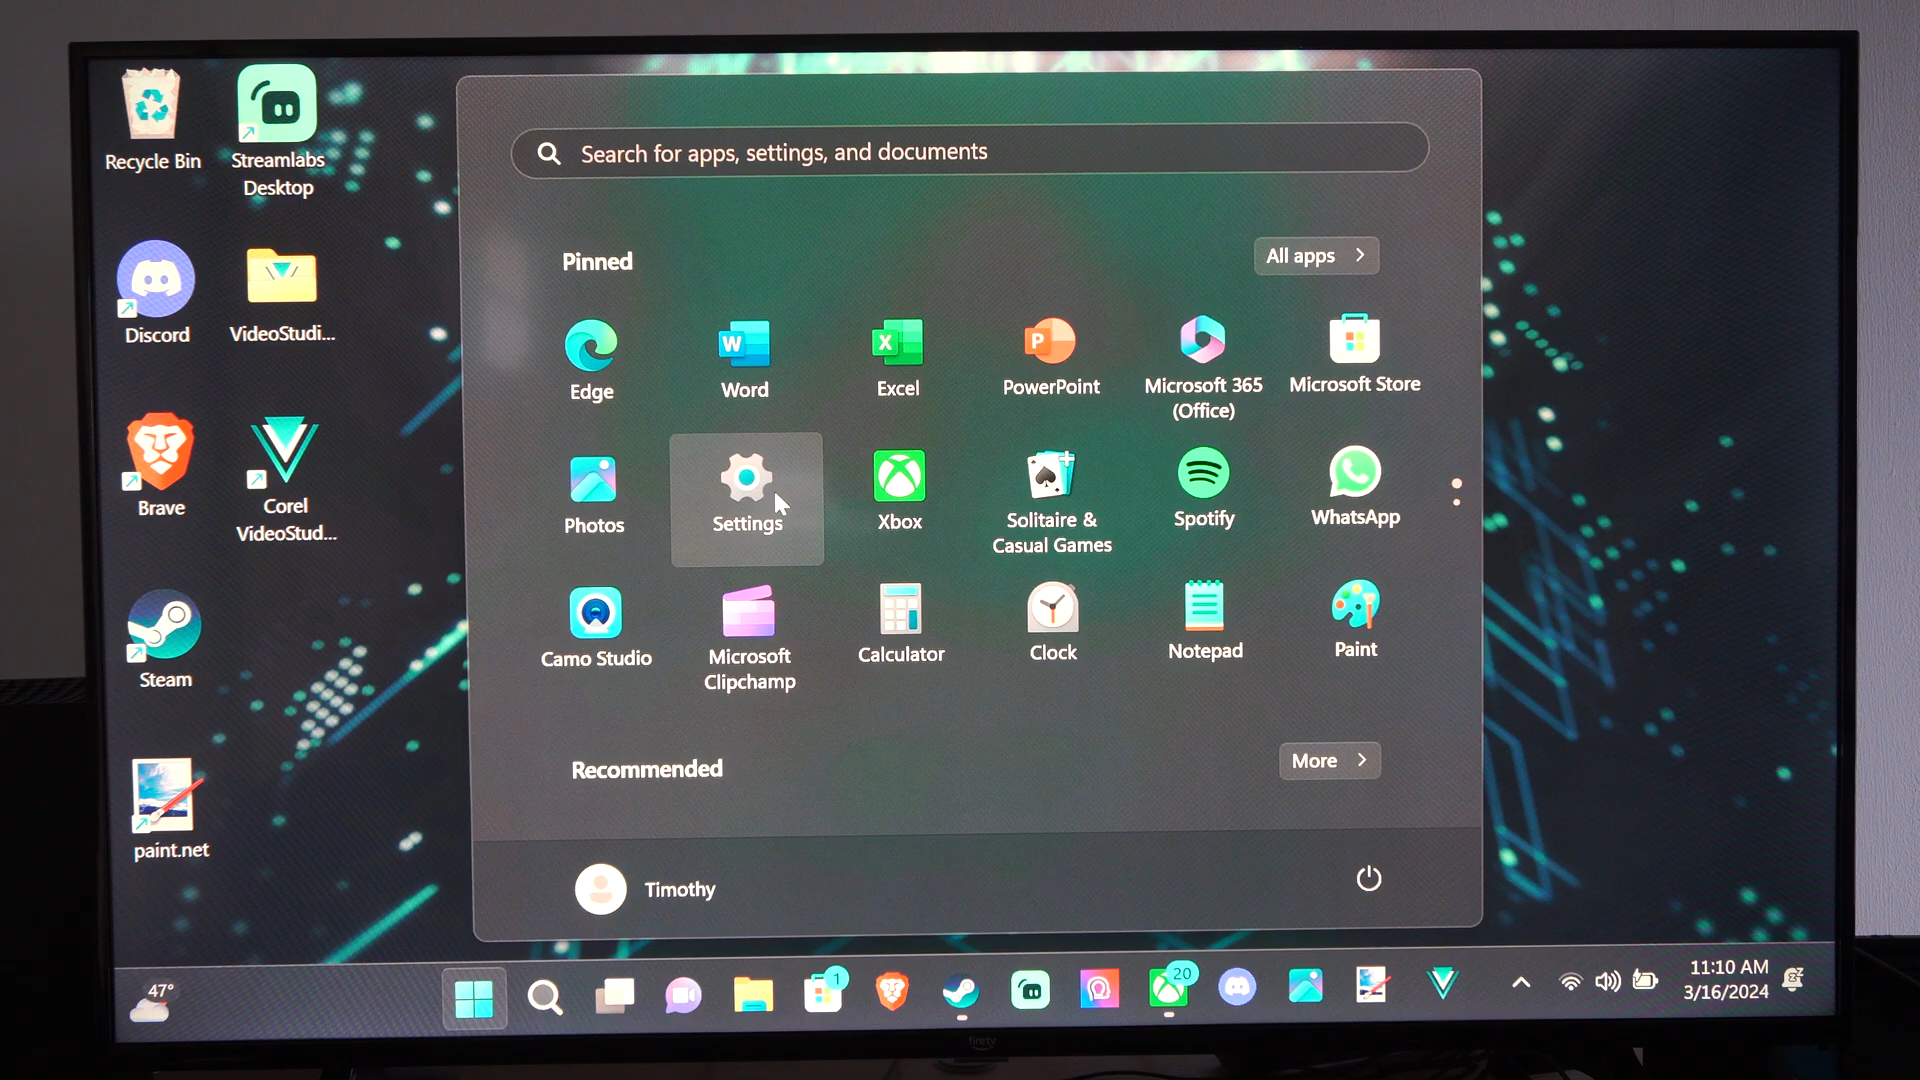 Recycle Bin
Streamlabs
Desktop
Discord
VideoStudi...
Brave
Corel
VideoStud...
Steam
paint.net
Search for apps, settings, and documents
Pinned
All apps
Edge
W
Word
X
Excel
P
PowerPoint
Microsoft 365
(Office)
Microsoft Store
Photos
Settings
Xbox
Solitaire &
Casual Games
Spotify
WhatsApp
Camo Studio
Microsoft
Clipchamp
Calculator
Clock
Notepad
Paint
Recommended
More
Timothy
47°
1
20
11:10 AM
3/16/2024
firetv